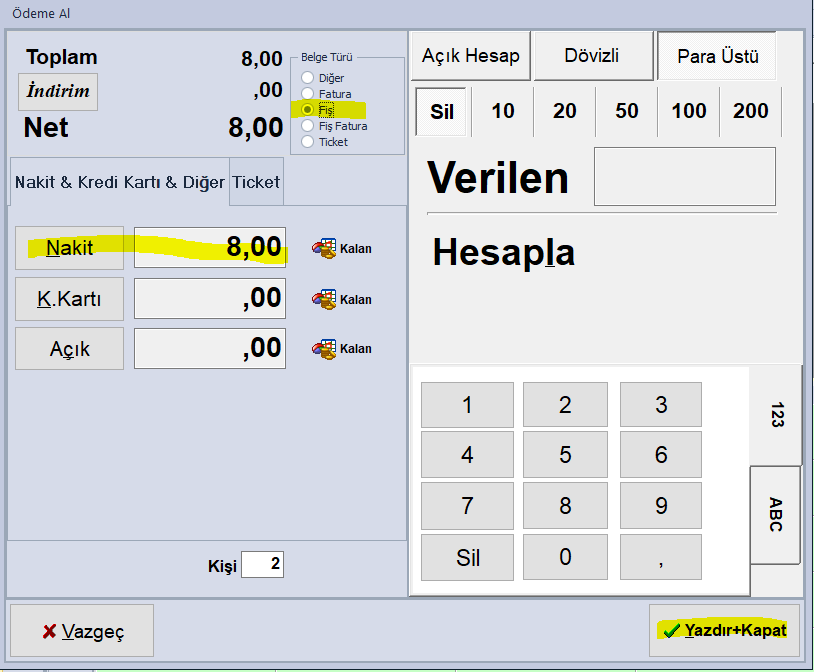 Ödeme Al
Toplam 8,00
İndirim ,00
Net 8,00
Belge Türü
Diğer
Fatura
Fiş
Fiş Fatura
Ticket
Açık Hesap Dövizli Para Üstü
Sil 10 20 50 100 200
Verilen
Hesapla
Nakit & Kredi Kartı & Diğer Ticket
Nakit 8,00 Kalan
K.Kartı ,00 Kalan
Açık ,00 Kalan
Kişi 2
1 2 3
4 5 6
7 8 9
Sil 0 ,
123
ABC
Vazgeç
Yazdır+Kapat